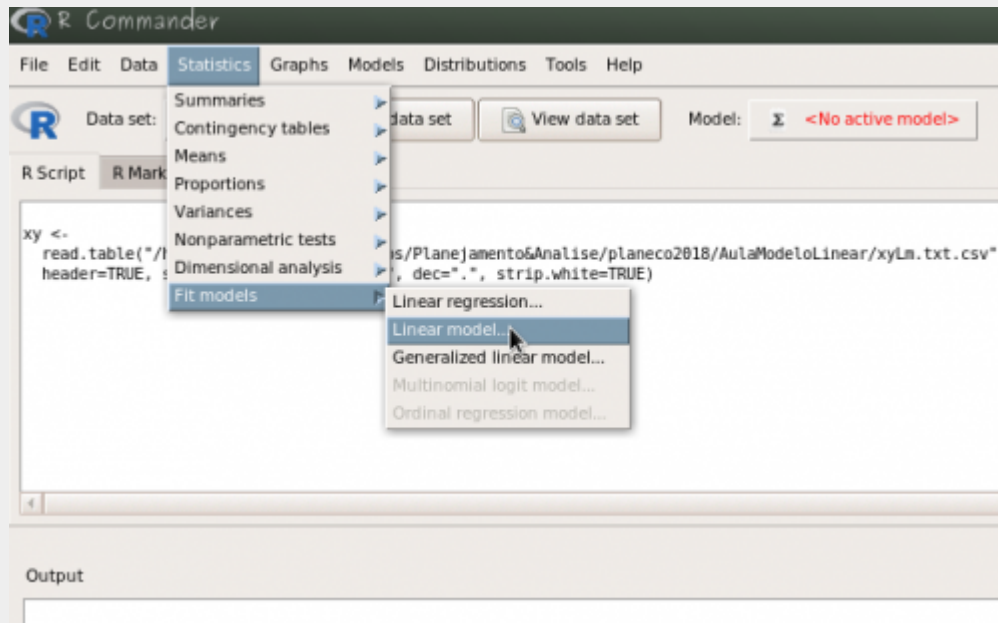 R Commander
File Edit Data Statistics Graphs Models Distributions Tools Help
R Data set: data set View data set Model: Σ <No active model>
R Script R Mark
Summaries
Contingency tables
Means
Proportions
Variances
Nonparametric tests
Dimensional analysis
Fit models
Linear regression...
Linear model...
Generalized linear model...
Multinomial logit model...
Ordinal regression model...
xy <-
read.table("/ s/Planejamento&Analise/planeco2018/AulaModeloLinear/xyLm.txt.csv"
header=TRUE, , dec=".", strip.white=TRUE)
Output